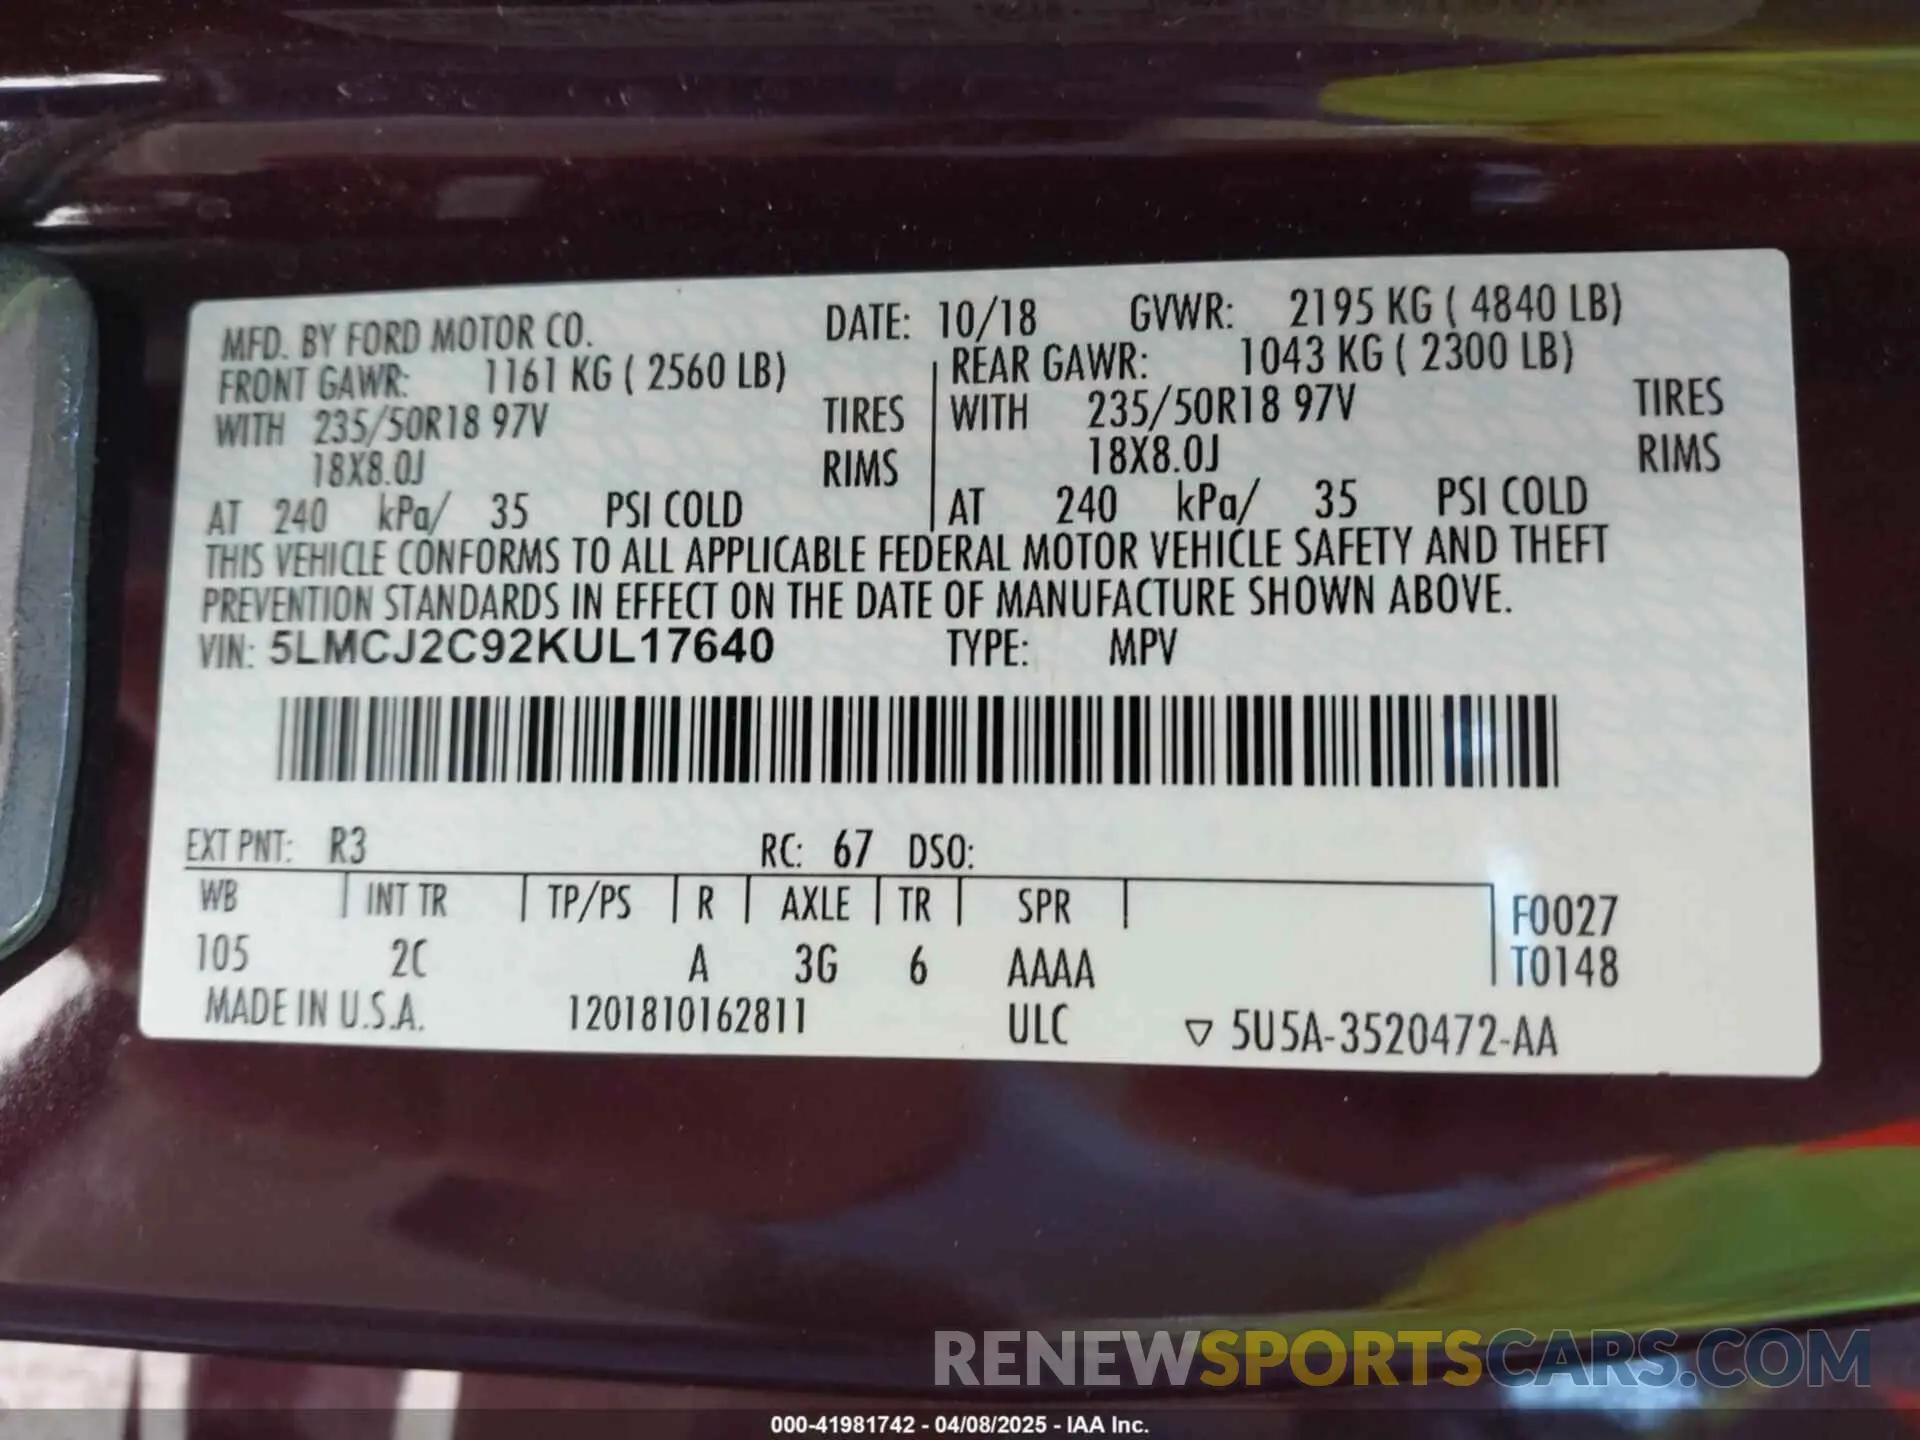 MFD. BY FORD MOTOR CO. DATE: 10/18 GVWR: 2195 KG ( 4840 LB)
FRONT GAWR: 1161 KG ( 2560 LB) REAR GAWR: 1043 KG ( 2300 LB)
WITH 235/50R18 97V TIRES WITH 235/50R18 97V TIRES
18X8.0J RIMS 18X8.0J RIMS
AT 240 kPa/ 35 PSI COLD AT 240 kPa/ 35 PSI COLD
THIS VEHICLE CONFORMS TO ALL APPLICABLE FEDERAL MOTOR VEHICLE SAFETY AND THEFT
PREVENTION STANDARDS IN EFFECT ON THE DATE OF MANUFACTURE SHOWN ABOVE.
VIN: 5LMCJ2C92KUL17640 TYPE: MPV
EXT PNT: R3 RC: 67 DSO:
WB INT TR TP/PS R AXLE TR SPR F0027
105 2C A 3G 6 AAAA T0148
MADE IN U.S.A. 1201810162811 ULC ▽ 5U5A-3520472-AA
RENEWSPORTSCARS.COM
000-41981742 - 04/08/2025 - IAA Inc.